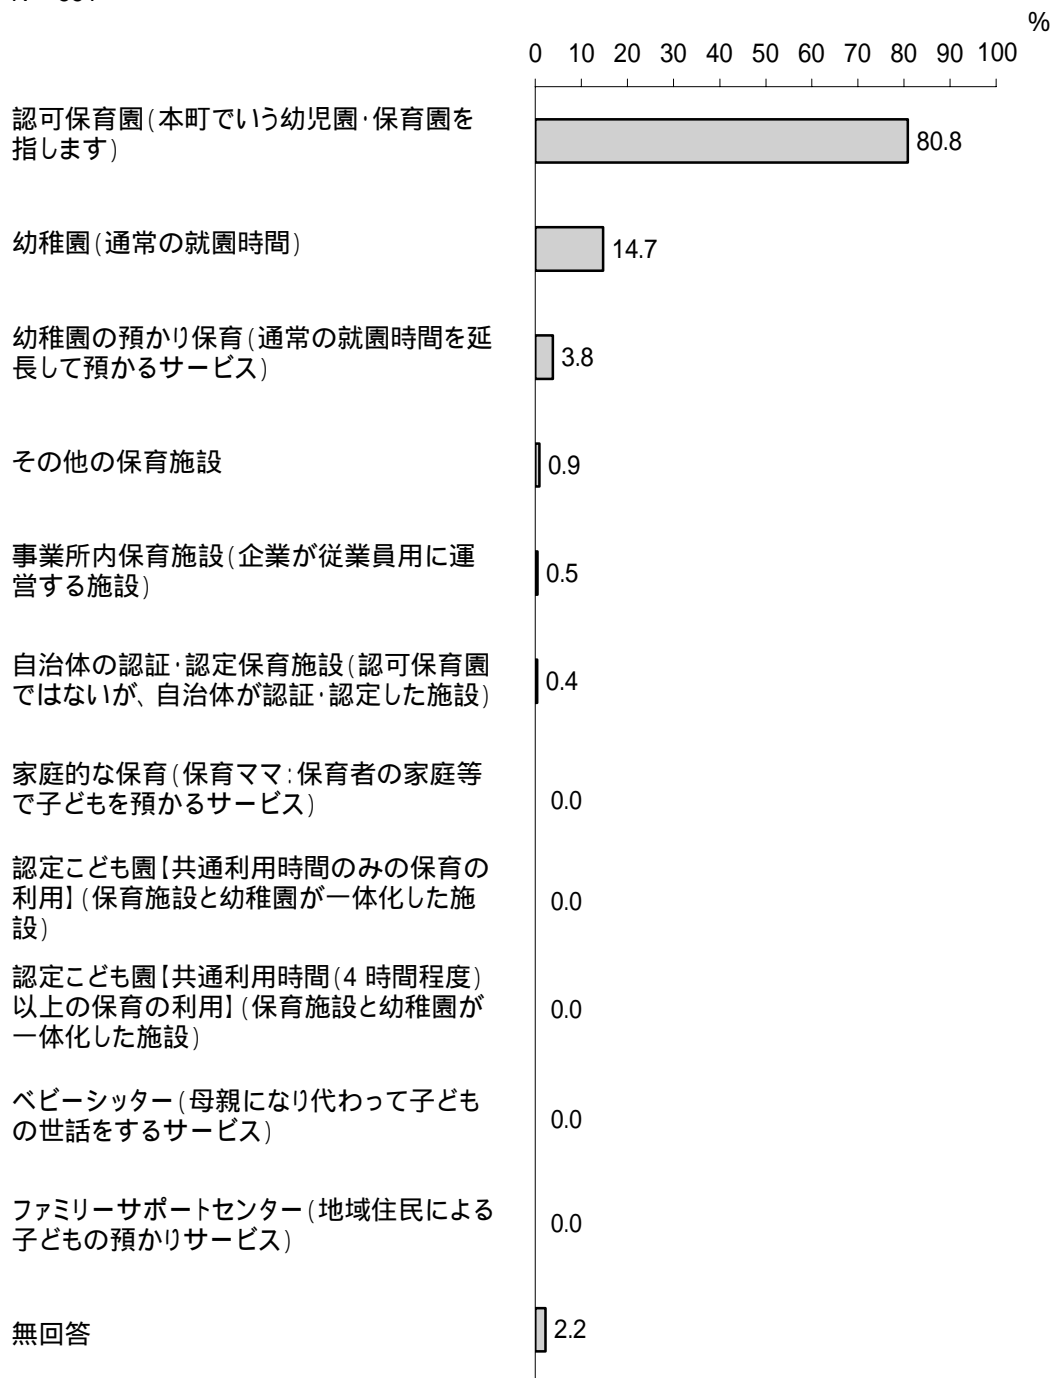 %
0 10 20 30 40 50 60 70 80 90 100
認可保育園(本町でいう幼児園・保育園を
指します)
80.8
幼稚園(通常の就園時間)
14.7
幼稚園の預かり保育(通常の就園時間を延
長して預かるサービス)
3.8
その他の保育施設
0.9
事業所内保育施設(企業が従業員用に運
営する施設)
0.5
自治体の認証・認定保育施設(認可保育園
ではないが、自治体が認証・認定した施設)
0.4
家庭的な保育(保育ママ:保育者の家庭等
で子どもを預かるサービス)
0.0
認定こども園【共通利用時間のみの保育の
利用】(保育施設と幼稚園が一体化した施
設)
0.0
認定こども園【共通利用時間(4 時間程度)
以上の保育の利用】(保育施設と幼稚園が
一体化した施設)
0.0
ベビーシッター(母親になり代わって子ども
の世話をするサービス)
0.0
ファミリーサポートセンター(地域住民による
子どもの預かりサービス)
0.0
無回答
2.2